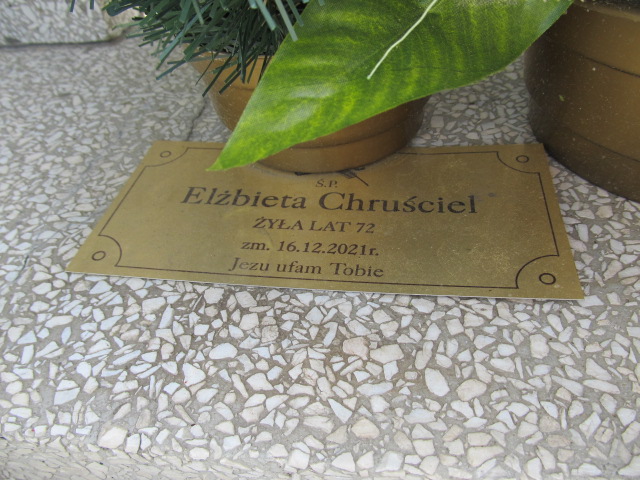 Ś.P.
Elżbieta Chruściel
ŻYŁA LAT 72
zm. 16.12.2021r.
Jezu ufam Tobie